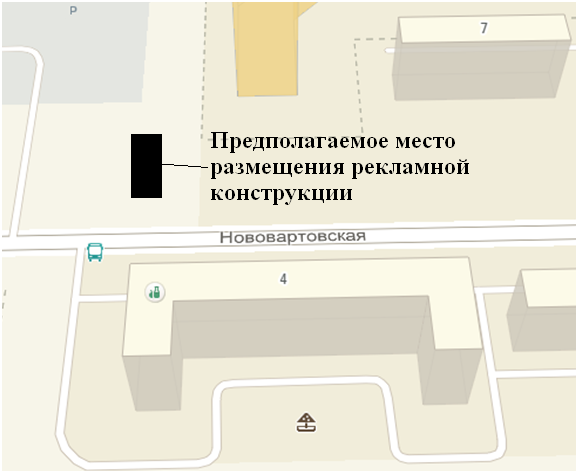 P
7
Предполагаемое место
размещения рекламной
конструкции
Нововартовская
4